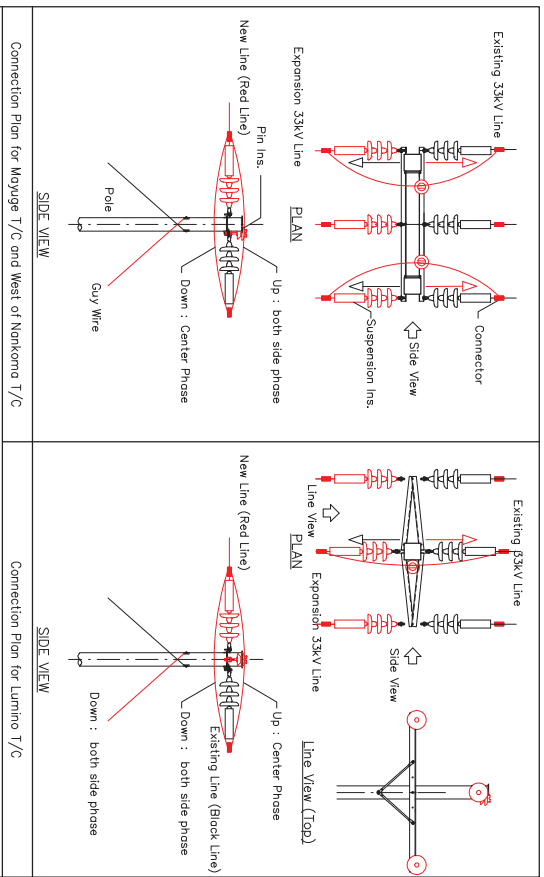 Existing 33kV Line
Expansion 33kV Line
Connector
Side View
Suspension Ins.
PLAN
New Line (Red Line)
Pin Ins.
Up : both side phase
Down : Center Phase
Pole
Guy Wire
SIDE VIEW
Connection Plan for Mayuge T/C and West of Nankoma T/C
Existing 33kV Line
Line View
Side View
Expansion 33kV Line
PLAN
Line View (Top)
New Line (Red Line)
Up : Center Phase
Existing Line (Black Line)
Down : both side phase
Down : both side phase
SIDE VIEW
Connection Plan for Lumino T/C